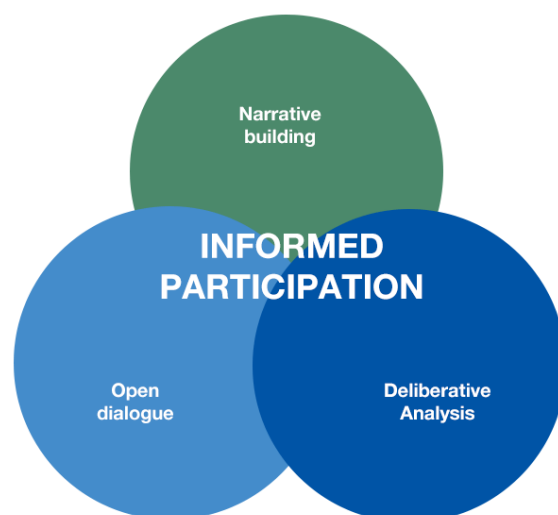 Narrative
building
INFORMED
PARTICIPATION
Open
dialogue
Deliberative
Analysis